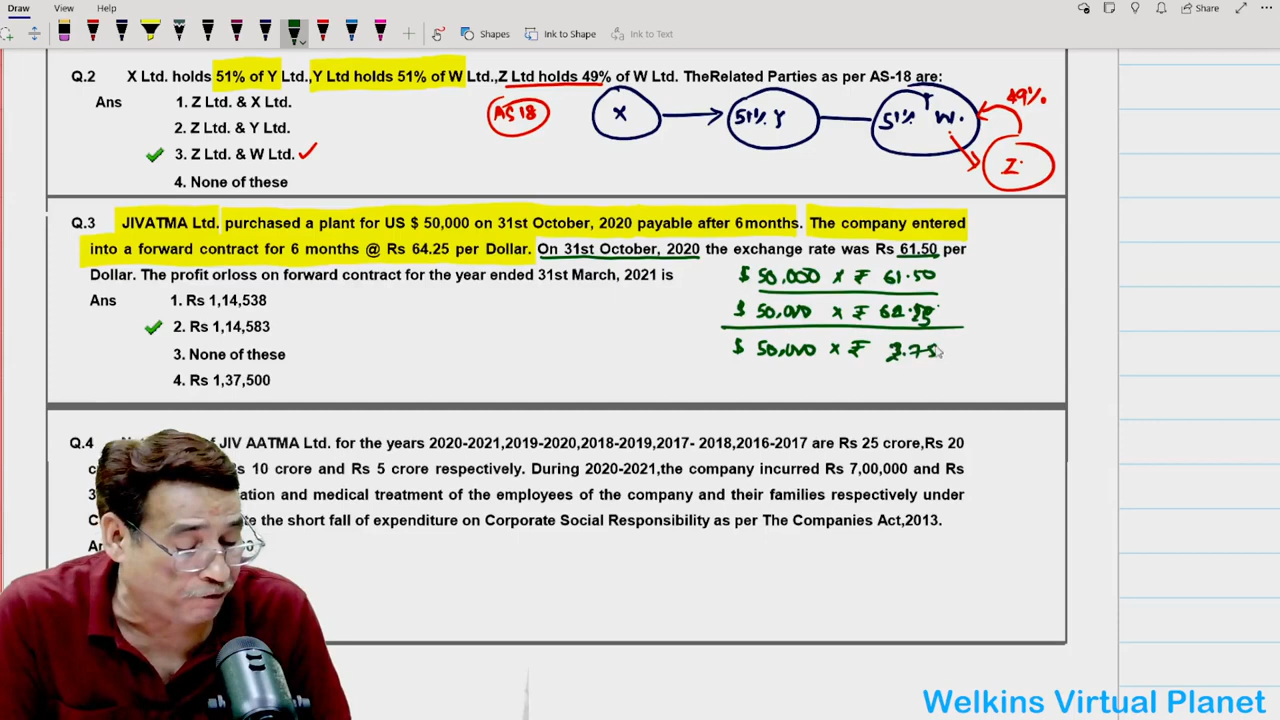 Draw View Help Share
Shapes Ink to Shape Ink to Text
Q.2 X Ltd. holds 51% of Y Ltd.,Y Ltd holds 51% of W Ltd.,Z Ltd holds 49% of W Ltd. TheRelated Parties as per AS-18 are:
Ans 1. Z Ltd. & X Ltd.
2. Z Ltd. & Y Ltd.
3. Z Ltd. & W Ltd.
4. None of these
AS 18 X 51% Y 51% W. 49%
Z
Q.3 JIVATMA Ltd. purchased a plant for US $ 50,000 on 31st October, 2020 payable after 6 months. The company entered
into a forward contract for 6 months @ Rs 64.25 per Dollar. On 31st October, 2020 the exchange rate was Rs 61.50 per
Dollar. The profit orloss on forward contract for the year ended 31st March, 2021 is
Ans 1. Rs 1,14,538
2. Rs 1,14,583
3. None of these
4. Rs 1,37,500
$ 50,000 x ₹ 61.50
$ 50,000 x ₹
$ 50,000 x ₹ 2.75
Q.4 JIV AATMA Ltd. for the years 2020-2021,2019-2020,2018-2019,2017- 2018,2016-2017 are Rs 25 crore,Rs 20
Rs 10 crore and Rs 5 crore respectively. During 2020-2021,the company incurred Rs 7,00,000 and Rs
and medical treatment of the employees of the company and their families respectively under
the short fall of expenditure on Corporate Social Responsibility as per The Companies Act,2013.
Welkins Virtual Planet